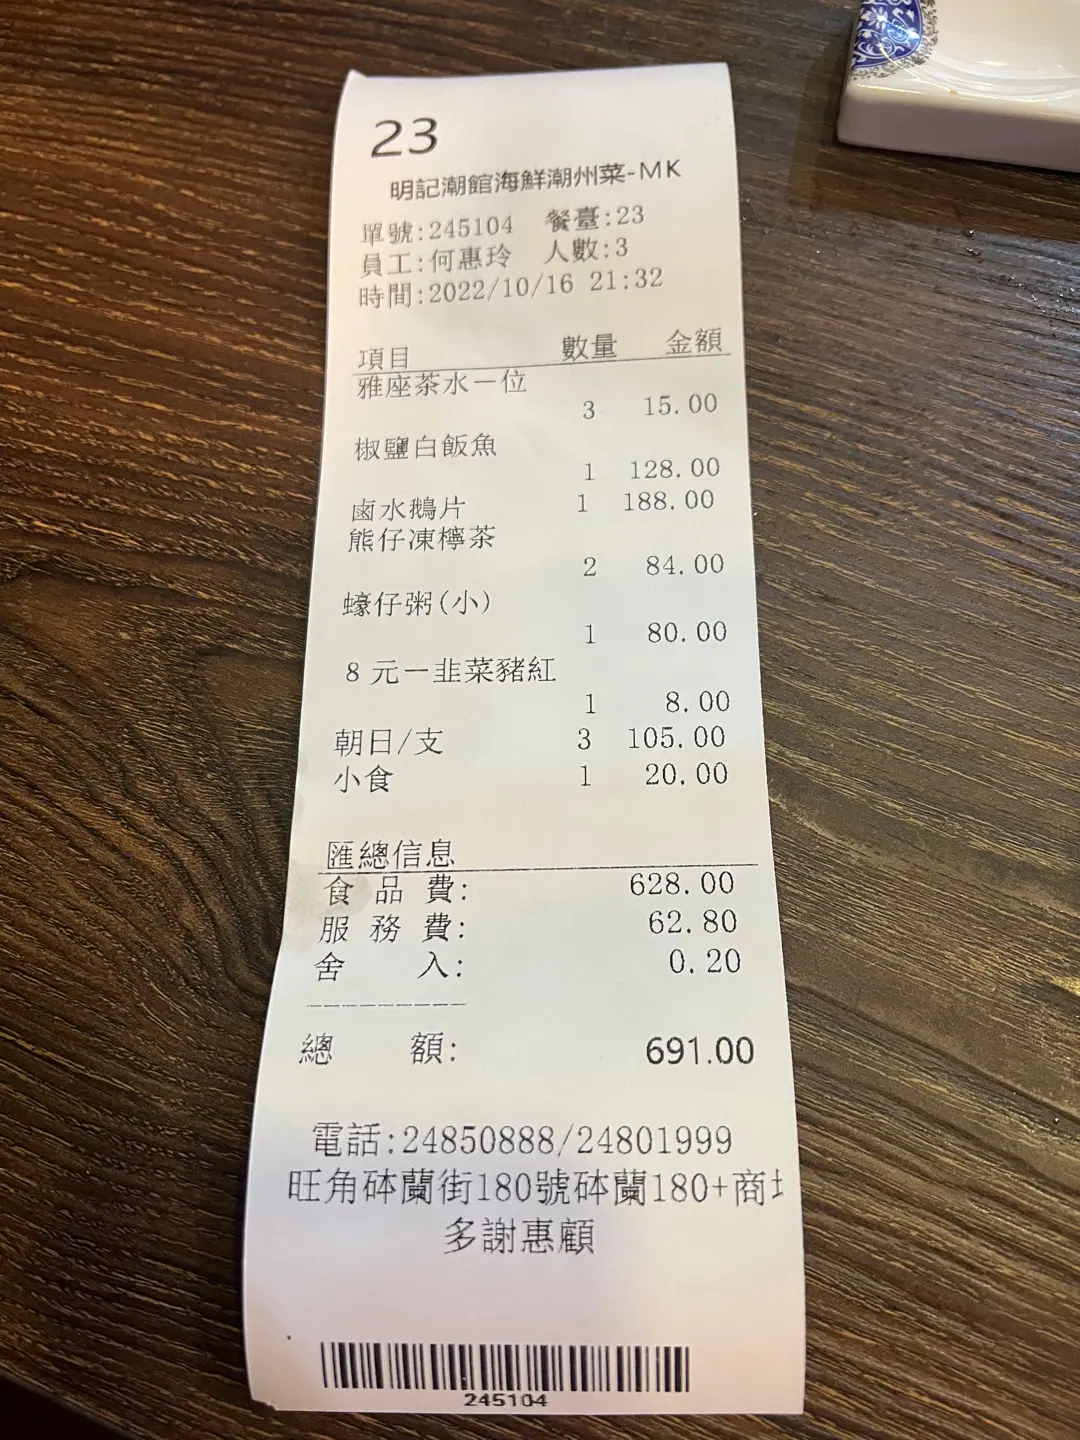 23
明記潮館海鮮潮州菜-MK
單號:245104 餐臺:23
員工:何惠玲 人數:3
時間:2022/10/16 21:32
項目 數量 金額
雅座茶水一位
3 15.00
椒鹽白飯魚
1 128.00
鹵水鵝片 1 188.00
熊仔凍檸茶
2 84.00
蠔仔粥(小)
1 80.00
8 元一韭菜豬紅
1 8.00
朝日/支 3 105.00
小食 1 20.00
匯總信息
食 品 費: 628.00
服 務 費: 62.80
舍 入: 0.20
總 額: 691.00
電話:24850888/24801999
旺角砵蘭街180號砵蘭180+商
多謝惠顧
245104